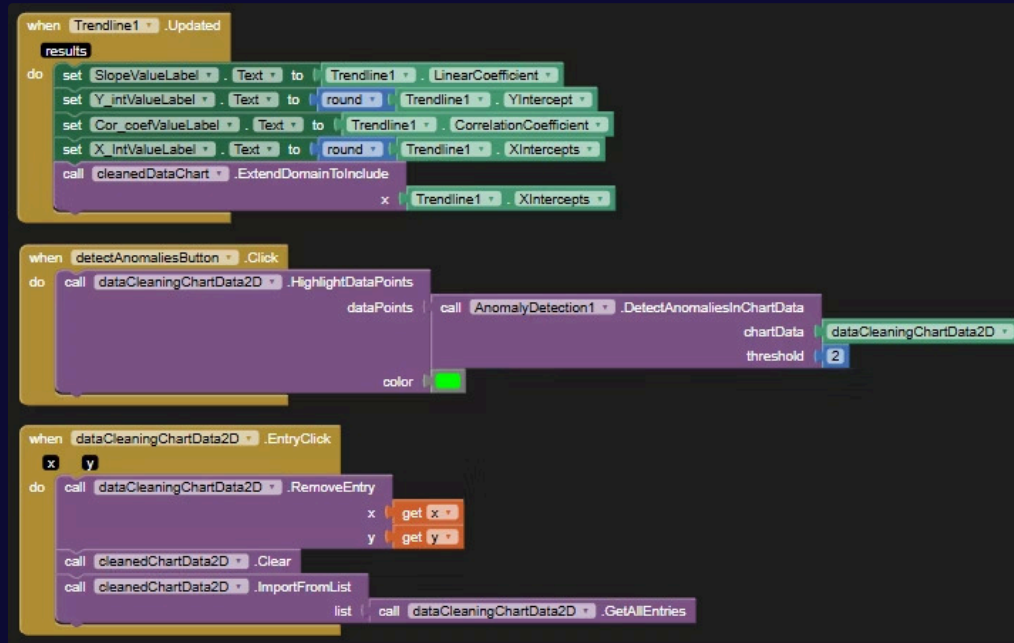 when Trendline1 .Updated
results
do set SlopeValueLabel . Text to Trendline1 . LinearCoefficient
set Y_intValueLabel . Text to round Trendline1 . YIntercept
set Cor_coefValueLabel . Text to Trendline1 . CorrelationCoefficient
set X_IntValueLabel . Text to round Trendline1 . XIntercepts
call cleanedDataChart .ExtendDomainToInclude
x Trendline1 . XIntercepts
when detectAnomaliesButton .Click
do call dataCleaningChartData2D .HighlightDataPoints
dataPoints call AnomalyDetection1 .DetectAnomaliesInChartData
chartData dataCleaningChartData2D
threshold 2
color
when dataCleaningChartData2D .EntryClick
x y
do call dataCleaningChartData2D .RemoveEntry
x get x
y get y
call cleanedChartData2D .Clear
call cleanedChartData2D .ImportFromList
list call dataCleaningChartData2D .GetAllEntries